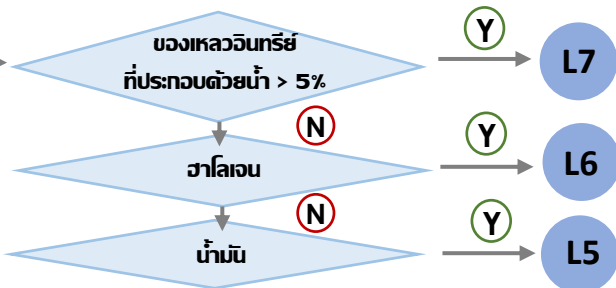 ของเหลวอินทรีย์
ที่ประกอบด้วยน้ำ > 5%
Y
L7
N
ฮาโลเจน
Y
L6
N
น้ำมัน
Y
L5